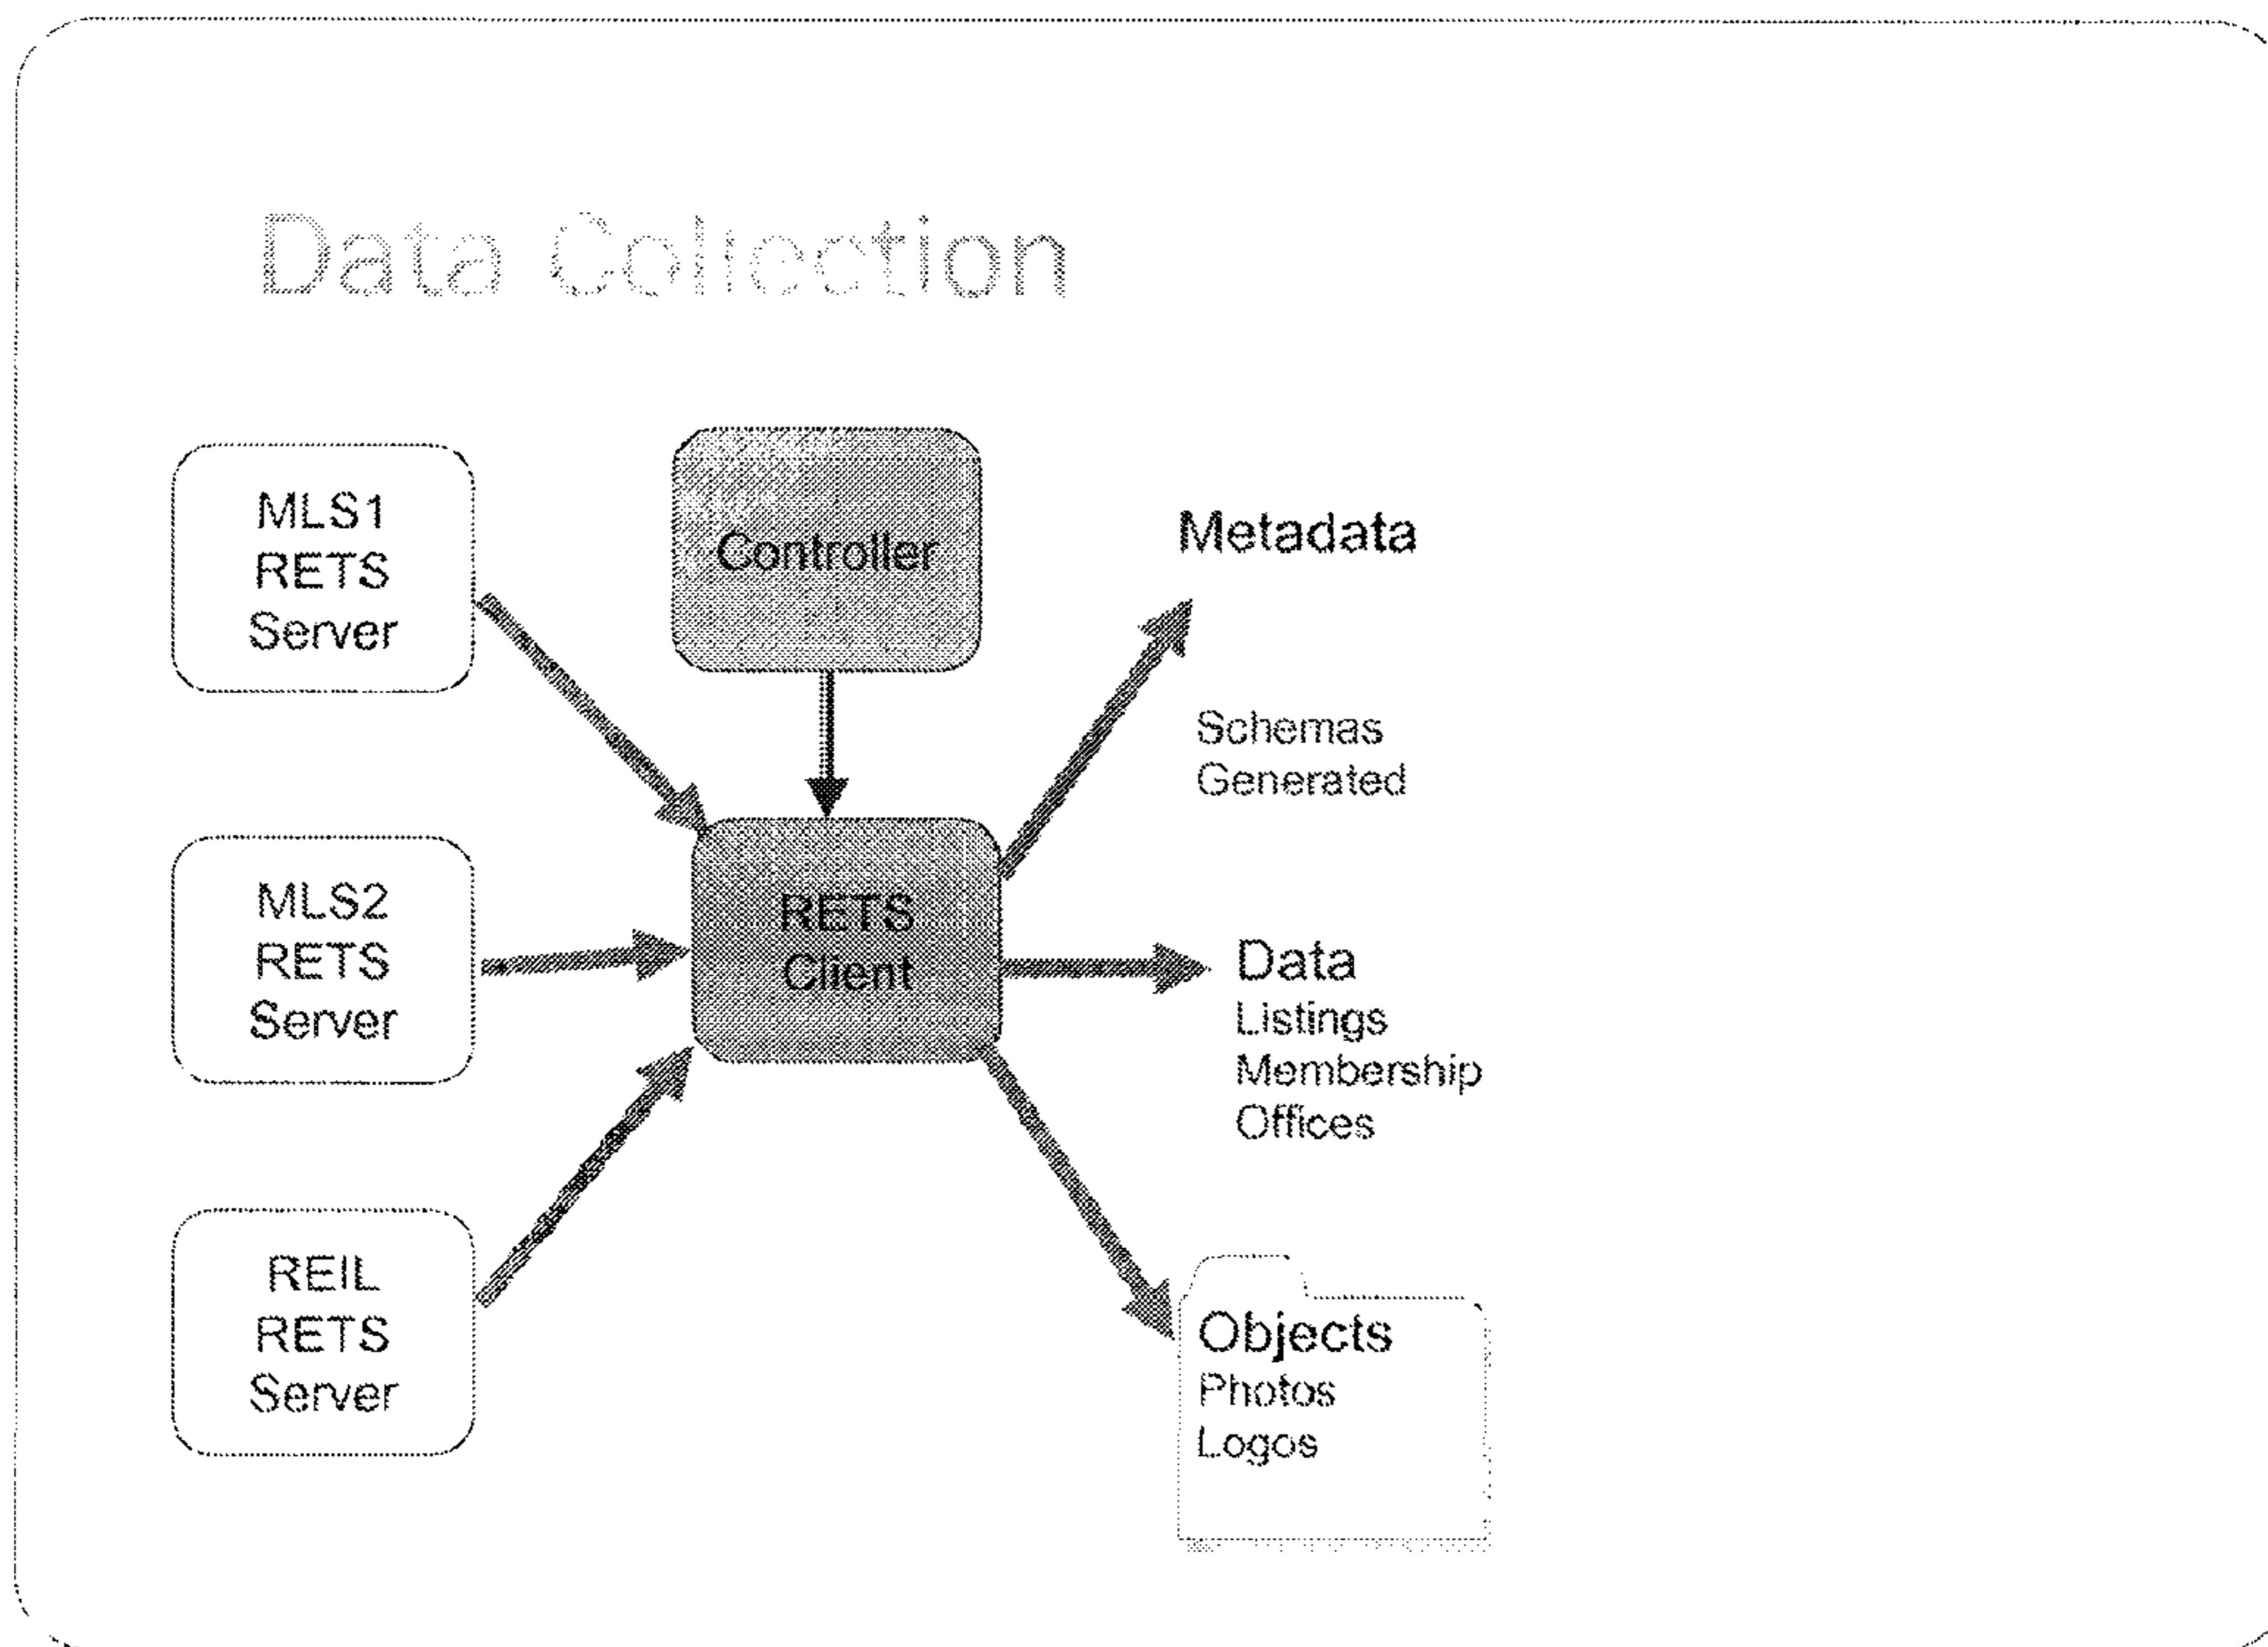 Data Collection
MLS1
RETS
Server
Controller
Metadata
Schemas
Generated
MLS2
RETS
Server
RETS
Client
Data
Listings
Membership
Offices
REIL
RETS
Server
Objects
Photos
Logos